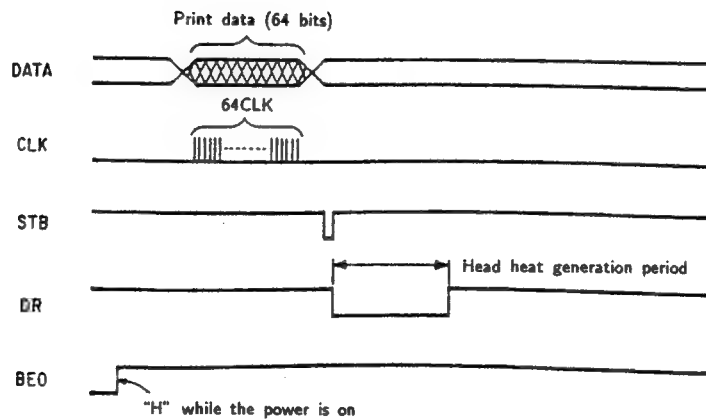 Print data (64 bits)
DATA
64CLK
CLK
STB
Head heat generation period
DR
BEO
"H" while the power is on